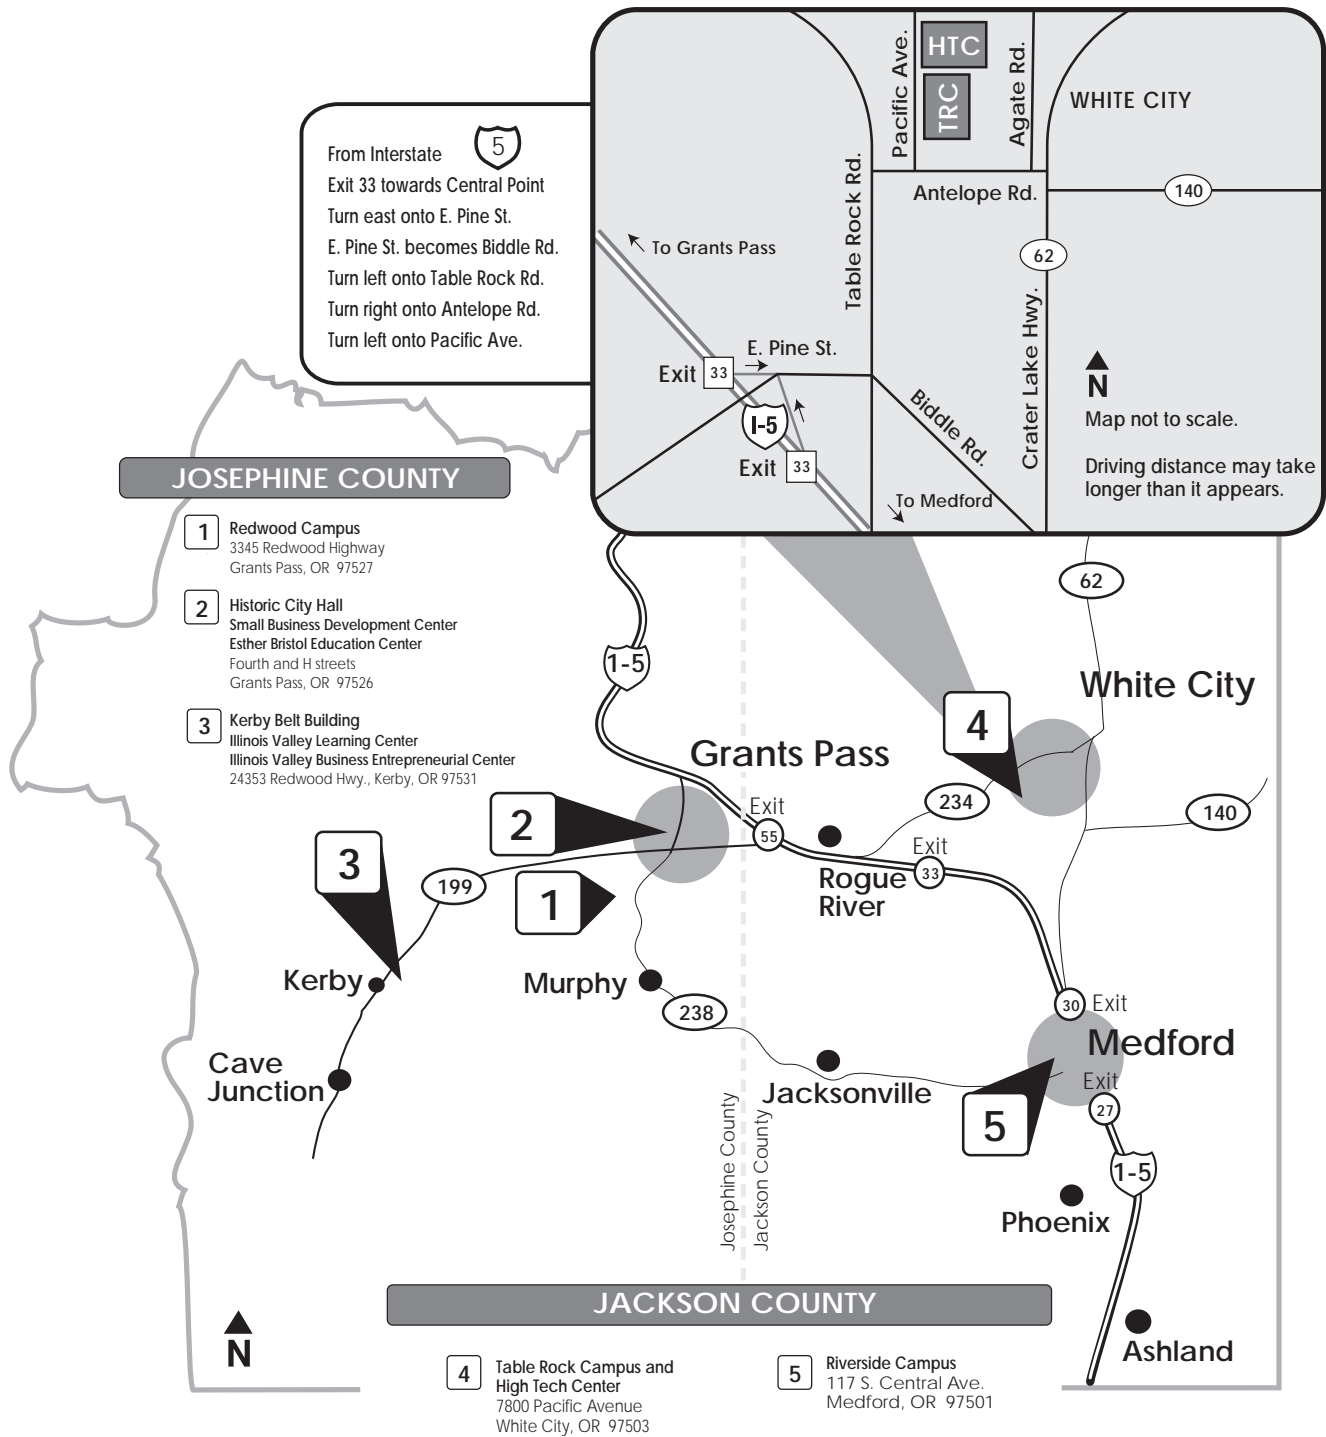 HTC
TRC
Pacific Ave.
Agate Rd.
WHITE CITY
Table Rock Rd.
Antelope Rd.
140
62
Crater Lake Hwy.
To Grants Pass
E. Pine St.
Exit 33
I-5
Exit 33
Biddle Rd.
To Medford
N
Map not to scale.
Driving distance may take
longer than it appears.
From Interstate 5
Exit 33 towards Central Point
Turn east onto E. Pine St.
E. Pine St. becomes Biddle Rd.
Turn left onto Table Rock Rd.
Turn right onto Antelope Rd.
Turn left onto Pacific Ave.
JOSEPHINE COUNTY
1 Redwood Campus
3345 Redwood Highway
Grants Pass, OR 97527
2 Historic City Hall
Small Business Development Center
Esther Bristol Education Center
Fourth and H streets
Grants Pass, OR 97526
3 Kerby Belt Building
Illinois Valley Learning Center
Illinois Valley Business Entrepreneurial Center
24353 Redwood Hwy., Kerby, OR 97531
62
1-5
White City
4
Grants Pass
234
140
2
Exit
55
Exit
33
Rogue
River
3
199
1
Kerby
Murphy
238
30 Exit
Medford
Exit
27
Cave
Junction
Jacksonville
5
Josephine County
Jackson County
1-5
Phoenix
Ashland
N
JACKSON COUNTY
4 Table Rock Campus and
High Tech Center
7800 Pacific Avenue
White City, OR 97503
5 Riverside Campus
117 S. Central Ave.
Medford, OR 97501